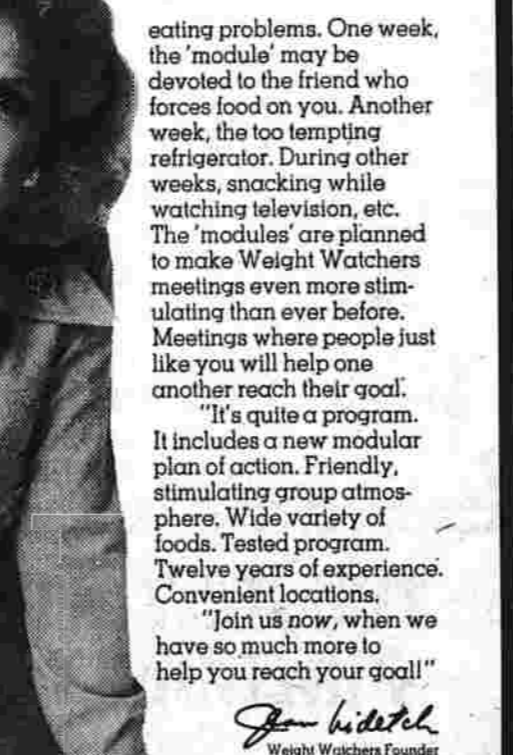 eating problems. One week,
the 'module' may be
devoted to the friend who
forces food on you. Another
week, the too tempting
refrigerator. During other
weeks, snacking while
watching television, etc.
The 'modules' are planned
to make Weight Watchers
meetings even more stim-
ulating than ever before.
Meetings where people just
like you will help one
another reach their goal.
"It's quite a program.
It includes a new modular
plan of action. Friendly,
stimulating group atmos-
phere. Wide variety of
foods. Tested program.
Twelve years of experience.
Convenient locations.
"Join us now, when we
have so much more to
help you reach your goal!"
Jean Nidetch
Weight Watchers Founder